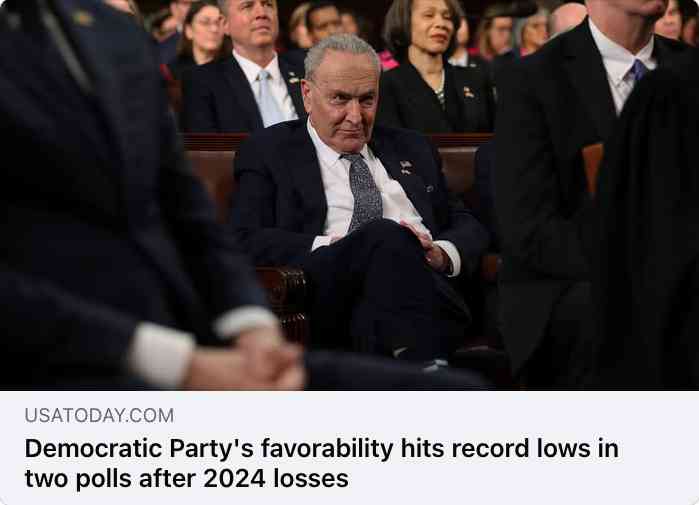 USATODAY.COM
Democratic Party's favorability hits record lows in
two polls after 2024 losses